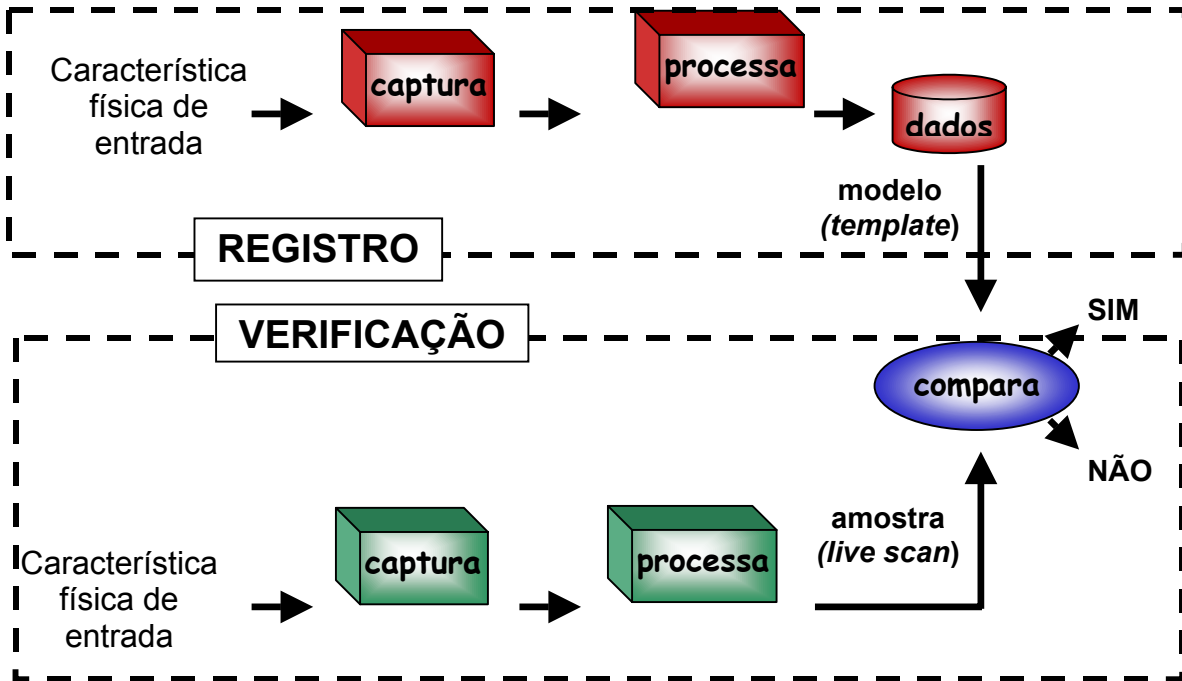 Característica
física de
entrada
captura
processa
dados
modelo
(template)
REGISTRO
VERIFICAÇÃO
SIM
compara
NÃO
Característica
física de
entrada
captura
processa
amostra
(live scan)